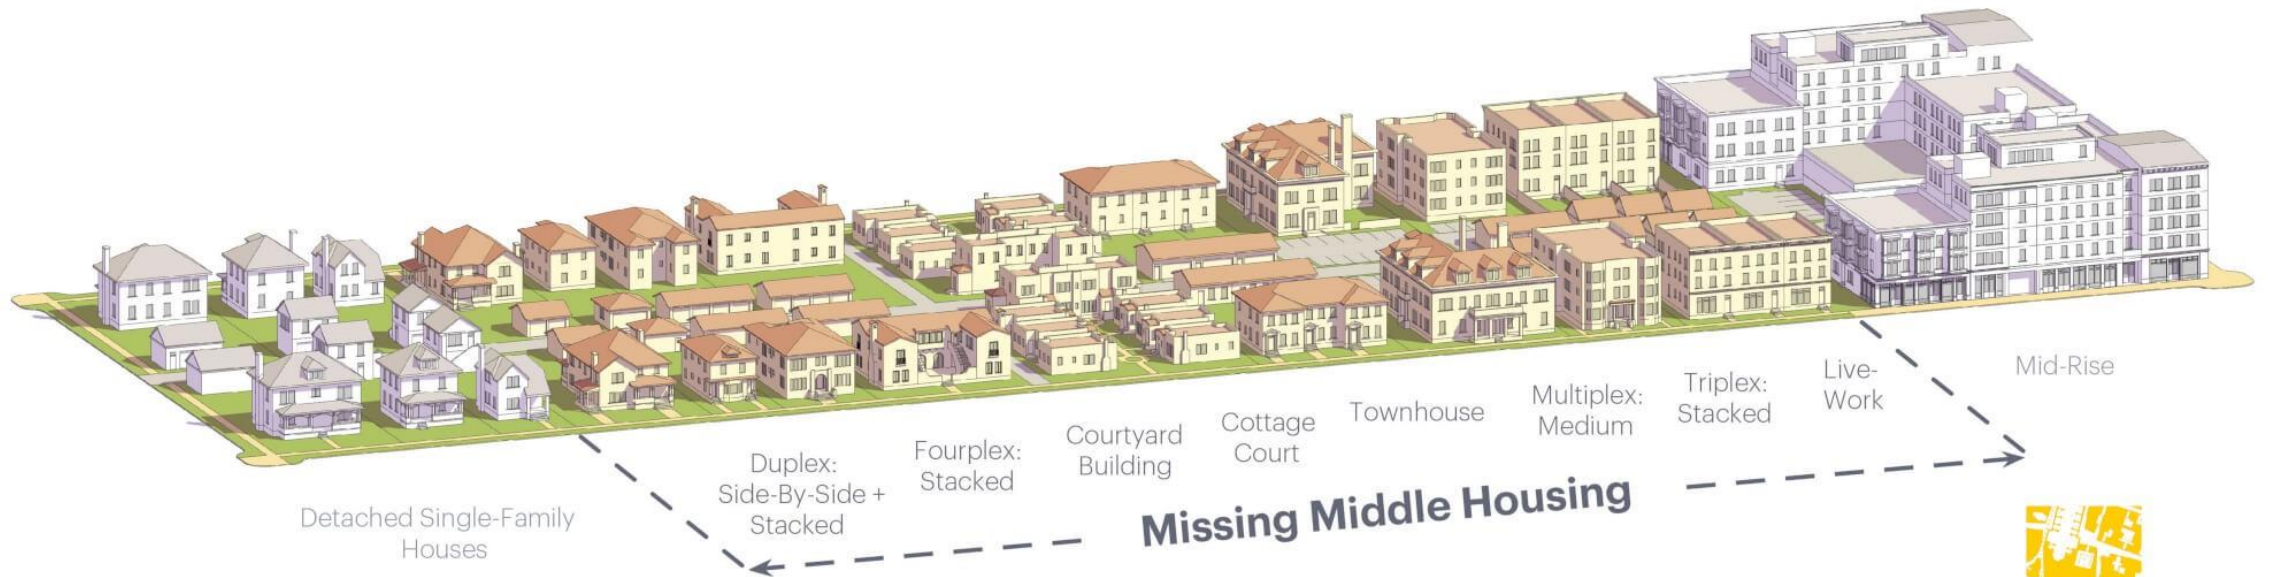 Detached Single-Family
Houses
Duplex:
Side-By-Side +
Stacked
Fourplex:
Stacked
Courtyard
Building
Cottage
Court
Townhouse
Multiplex:
Medium
Triplex:
Stacked
Live-
Work
Mid-Rise
Missing Middle Housing